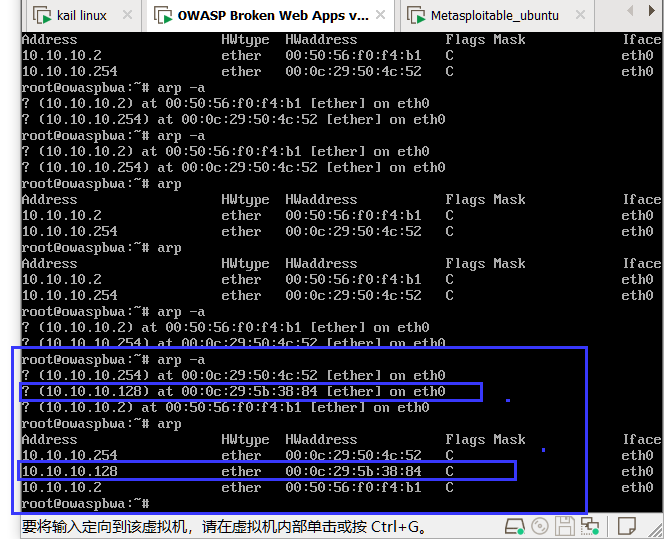 kail linux OWASP Broken Web Apps v... Metasploitable_ubuntu
Address HWtype HWaddress Flags Mask Iface
10.10.10.2 ether 00:50:56:f0:f4:b1 C eth0
10.10.10.254 ether 00:0c:29:50:4c:52 C eth0
root@owaspbwa:~# arp -a
? (10.10.10.2) at 00:50:56:f0:f4:b1 [ether] on eth0
? (10.10.10.254) at 00:0c:29:50:4c:52 [ether] on eth0
root@owaspbwa:~# arp -a
? (10.10.10.2) at 00:50:56:f0:f4:b1 [ether] on eth0
? (10.10.10.254) at 00:0c:29:50:4c:52 [ether] on eth0
root@owaspbwa:~# arp
Address HWtype HWaddress Flags Mask Iface
10.10.10.2 ether 00:50:56:f0:f4:b1 C eth0
10.10.10.254 ether 00:0c:29:50:4c:52 C eth0
root@owaspbwa:~# arp
Address HWtype HWaddress Flags Mask Iface
10.10.10.2 ether 00:50:56:f0:f4:b1 C eth0
10.10.10.254 ether 00:0c:29:50:4c:52 C eth0
root@owaspbwa:~# arp -a
? (10.10.10.2) at 00:50:56:f0:f4:b1 [ether] on eth0
? (10.10.10.254) at 00:0c:29:50:4c:52 [ether] on eth0
root@owaspbwa:~# arp -a
? (10.10.10.254) at 00:0c:29:50:4c:52 [ether] on eth0
? (10.10.10.128) at 00:0c:29:5b:38:84 [ether] on eth0
? (10.10.10.2) at 00:50:56:f0:f4:b1 [ether] on eth0
root@owaspbwa:~# arp
Address HWtype HWaddress Flags Mask Iface
10.10.10.254 ether 00:0c:29:50:4c:52 C eth0
10.10.10.128 ether 00:0c:29:5b:38:84 C eth0
10.10.10.2 ether 00:50:56:f0:f4:b1 C eth0
root@owaspbwa:~#
要将输入定向到该虚拟机，请在虚拟机内部单击或按 Ctrl+G。